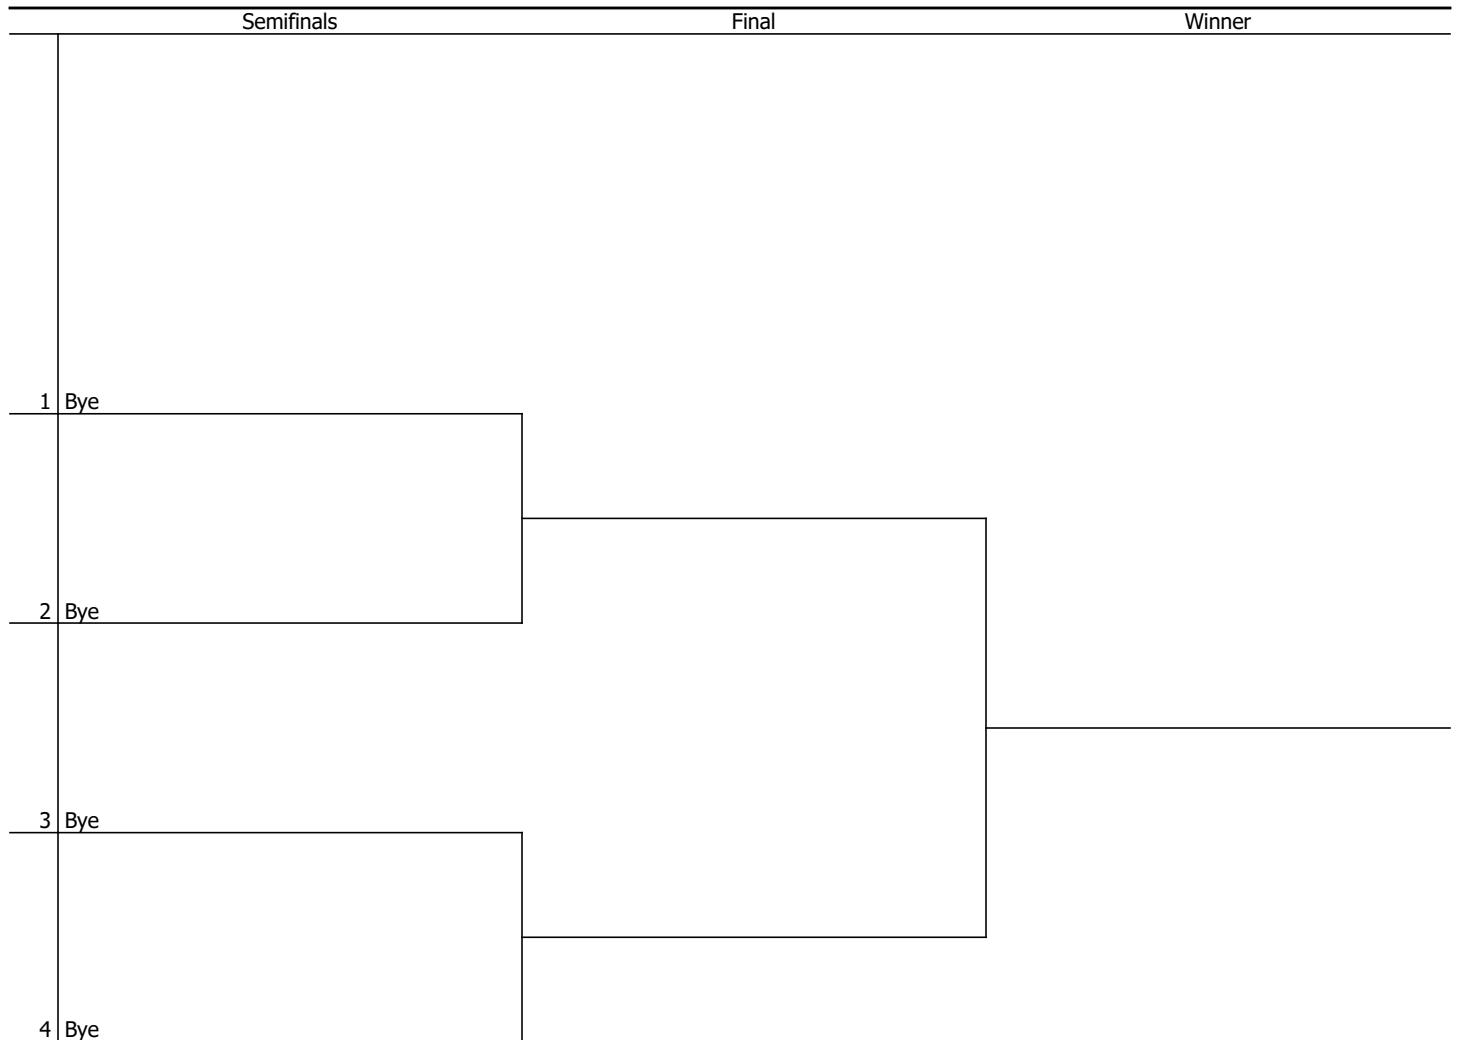 Semifinals Final Winner
1 Bye
2 Bye
3 Bye
4 Bye